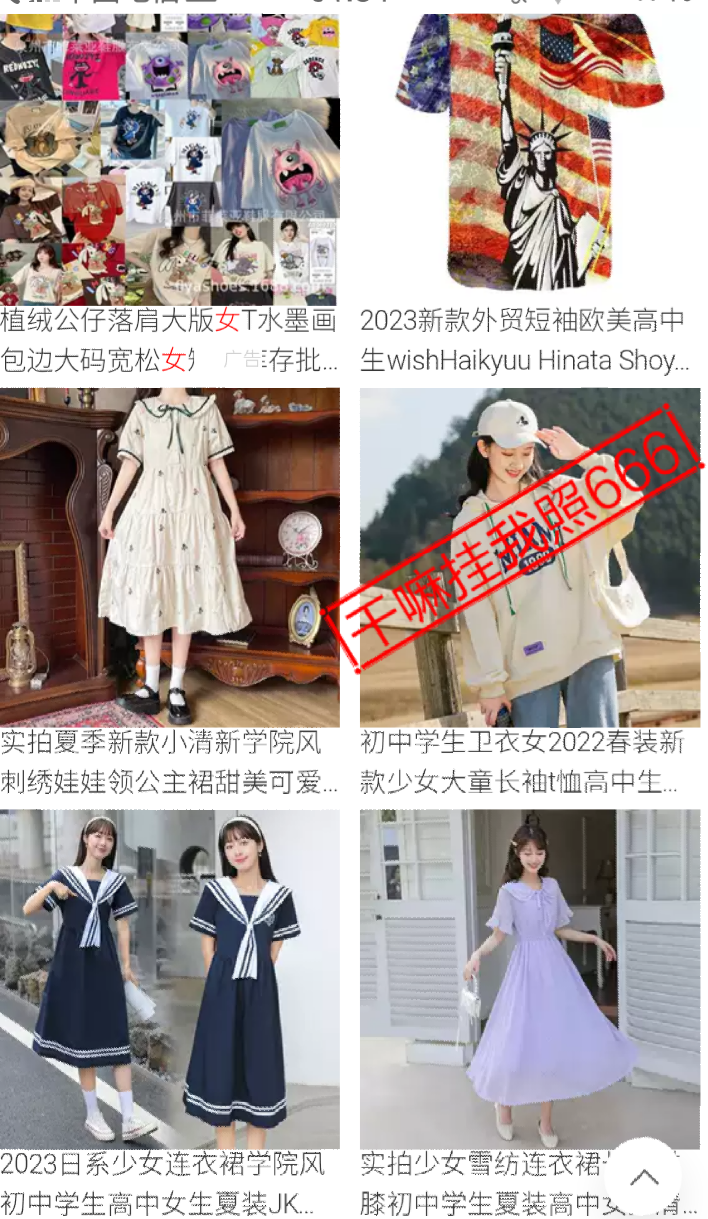 植绒公仔落肩大版女T水墨画
包边大码宽松女
广告
存批...
2023新款外贸短袖欧美高中
生wishHaikyuu Hinata Shoy...
干嘛挂我照666
实拍夏季新款小清新学院风
刺绣娃娃领公主裙甜美可爱...
初中学生卫衣女2022春装新
款少女大童长袖t恤高中生...
2023日系少女连衣裙学院风
初中学生高中女生夏装JK...
实拍少女雪纺连衣裙
膝初中学生夏装高中女